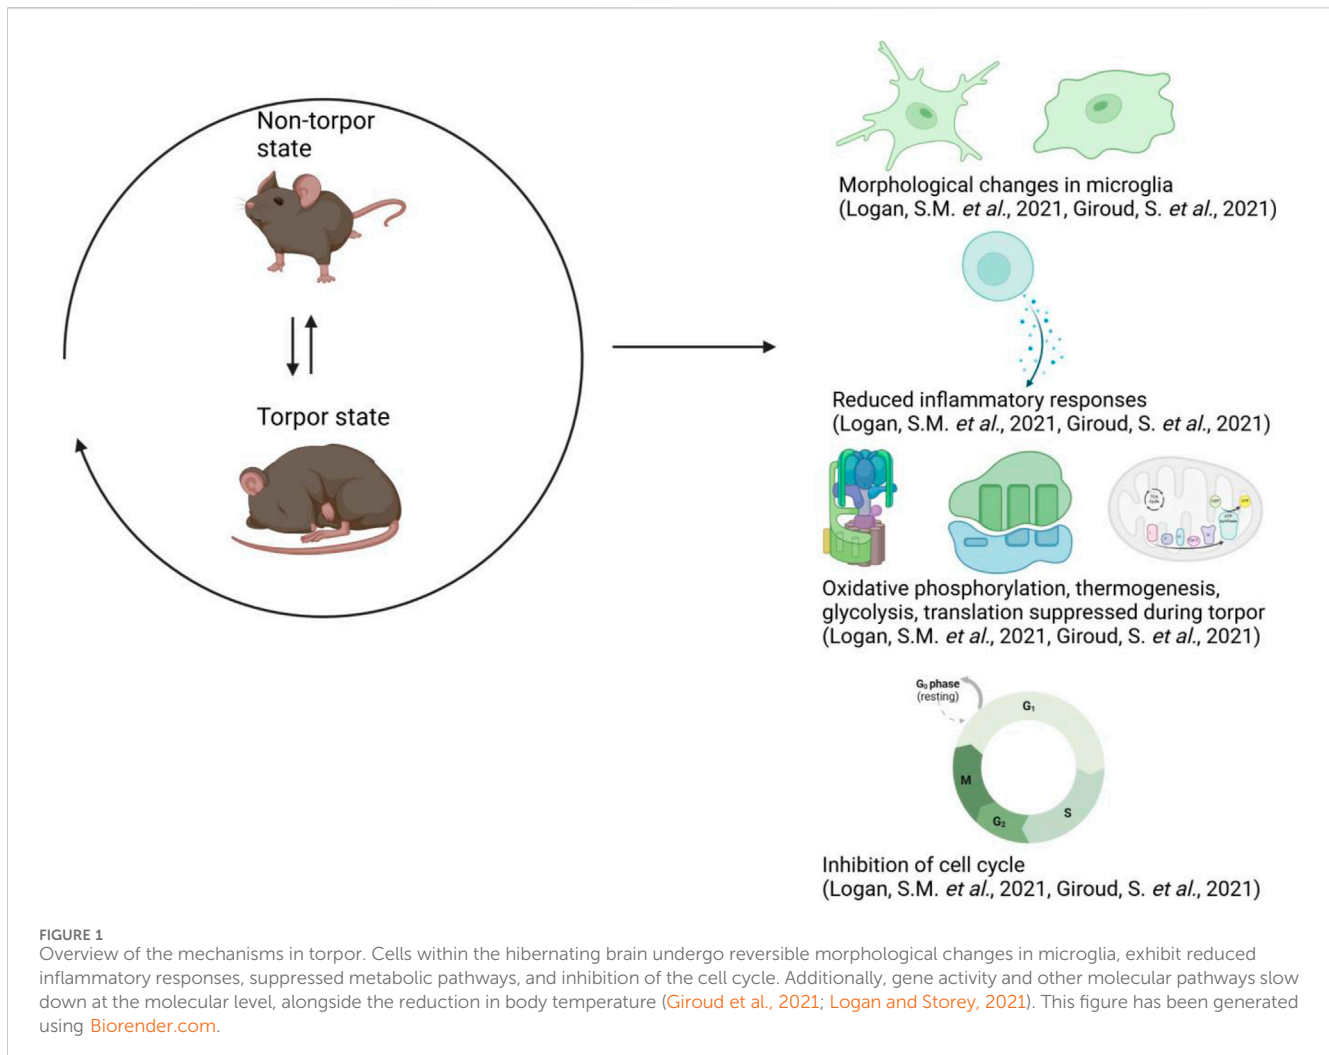 Non-torpor
state
Torpor state
Morphological changes in microglia
(Logan, S.M. et al., 2021, Giroud, S. et al., 2021)
Reduced inflammatory responses
(Logan, S.M. et al., 2021, Giroud, S. et al., 2021)
TCA
Cycle
ADP
ATP
ATP
synthase
Oxidative phosphorylation, thermogenesis,
glycolysis, translation suppressed during torpor
(Logan, S.M. et al., 2021, Giroud, S. et al., 2021)
G₀ phase
(resting)
G₁
M
S
G₂
Inhibition of cell cycle
(Logan, S.M. et al., 2021, Giroud, S. et al., 2021)
FIGURE 1
Overview of the mechanisms in torpor. Cells within the hibernating brain undergo reversible morphological changes in microglia, exhibit reduced
inflammatory responses, suppressed metabolic pathways, and inhibition of the cell cycle. Additionally, gene activity and other molecular pathways slow
down at the molecular level, alongside the reduction in body temperature (Giroud et al., 2021; Logan and Storey, 2021). This figure has been generated
using Biorender.com.